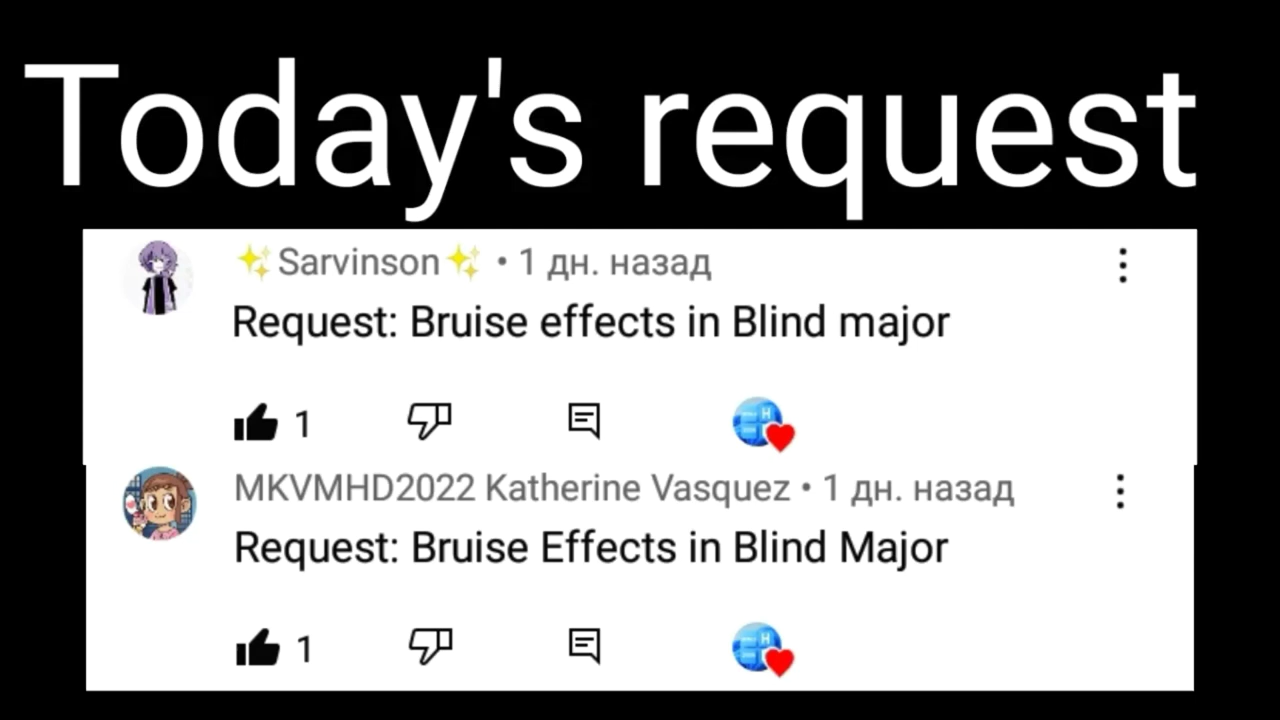 Today's request
✨Sarvinson✨ • 1 дн. назад
Request: Bruise effects in Blind major
1
MKVMHD2022 Katherine Vasquez • 1 дн. назад
Request: Bruise Effects in Blind Major
1